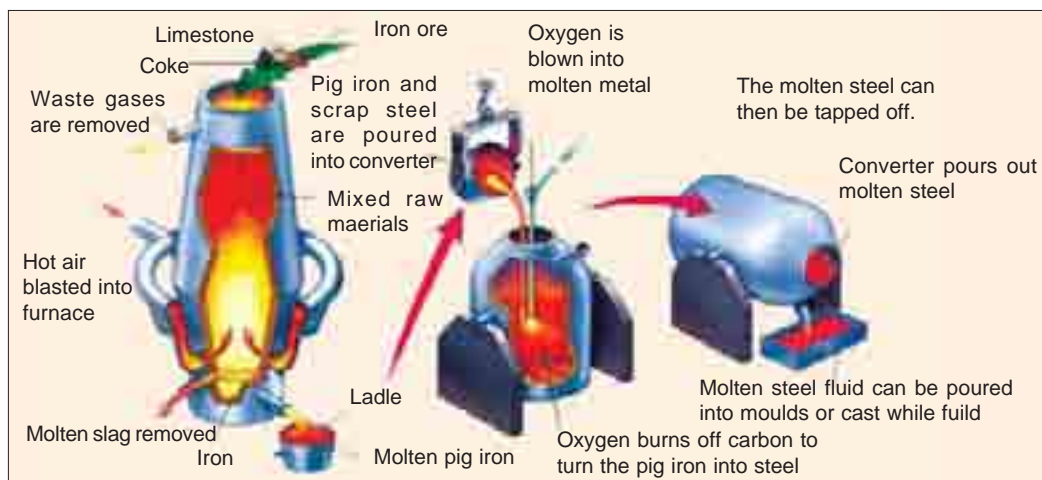 Limestone
Coke
Iron ore
Waste gases
are removed
Pig iron and
scrap steel
are poured
into converter
Mixed raw
maerials
Hot air
blasted into
furnace
Molten slag removed
Iron
Ladle
Molten pig iron
Oxygen is
blown into
molten metal
Oxygen burns off carbon to
turn the pig iron into steel
The molten steel can
then be tapped off.
Converter pours out
molten steel
Molten steel fluid can be poured
into moulds or cast while fuild